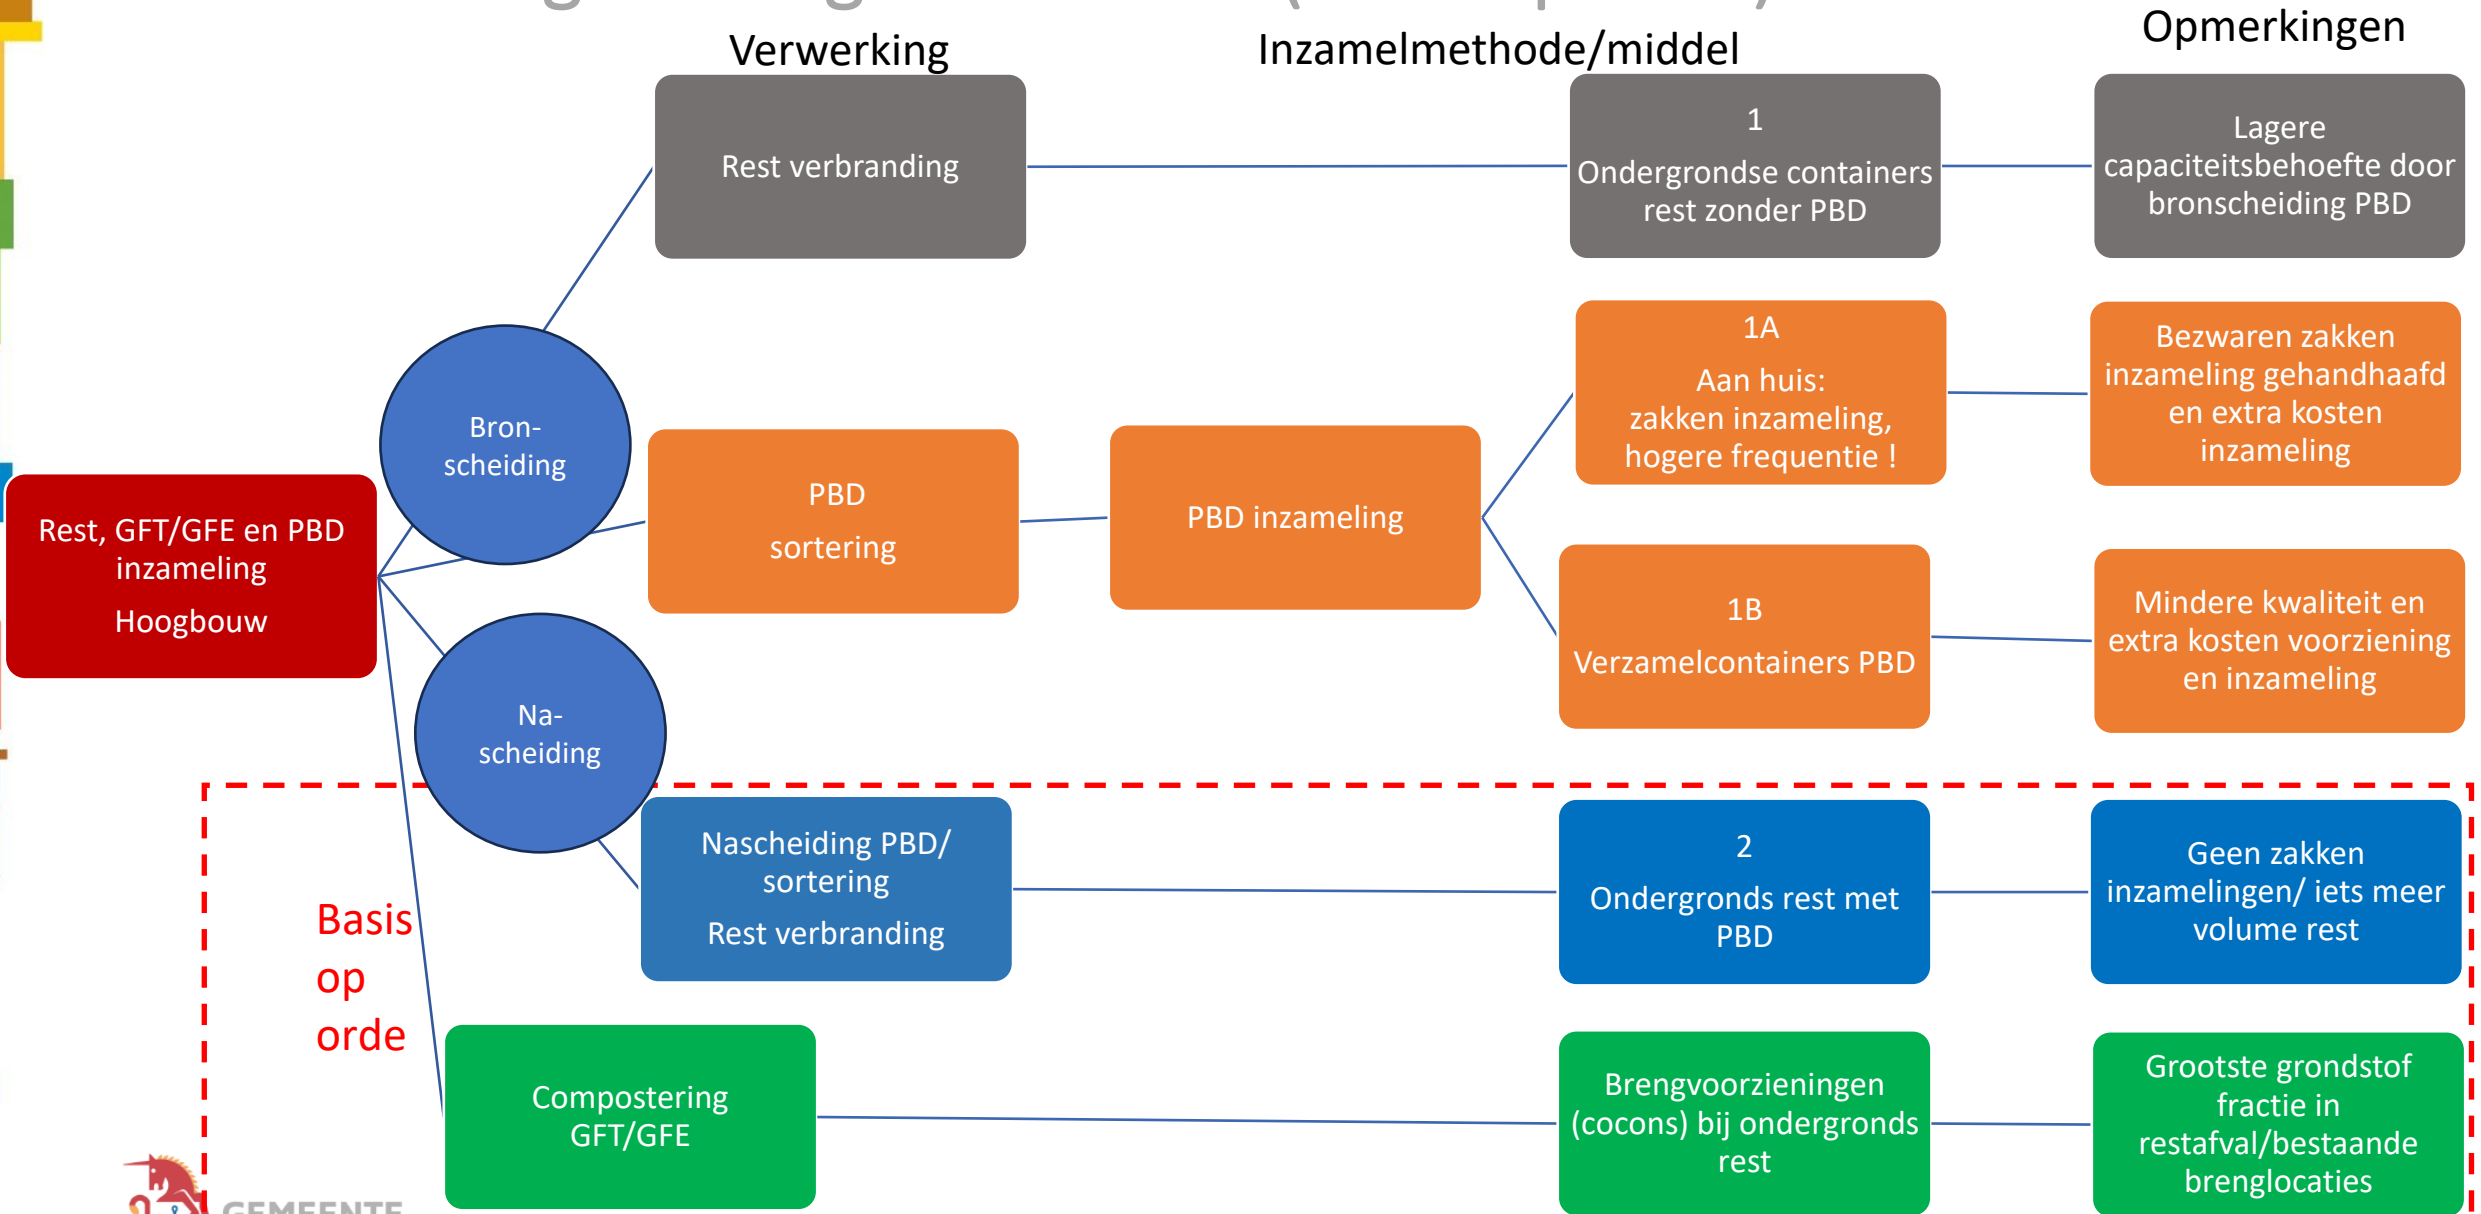 Verwerking
Inzamelmethode/middel
Opmerkingen
Rest verbranding
1
Ondergrondse containers
rest zonder PBD
Lagere
capaciteitsbehoefte door
bronscheiding PBD
Bron-
scheiding
1A
Aan huis:
zakken inzameling,
hogere frequentie !
Bezwaren zakken
inzameling gehandhaafd
en extra kosten
inzameling
Rest, GFT/GFE en PBD
inzameling
Hoogbouw
PBD
sortering
PBD inzameling
1B
Verzamelcontainers PBD
Mindere kwaliteit en
extra kosten voorziening
en inzameling
Na-
scheiding
Basis
op
orde
Nascheiding PBD/
sortering
Rest verbranding
2
Ondergronds rest met
PBD
Geen zakken
inzamelingen/ iets meer
volume rest
Compostering
GFT/GFE
Brengvoorzieningen
(cocons) bij ondergronds
rest
Grootste grondstof
fractie in
restafval/bestaande
brenglocaties
GEMEENTE